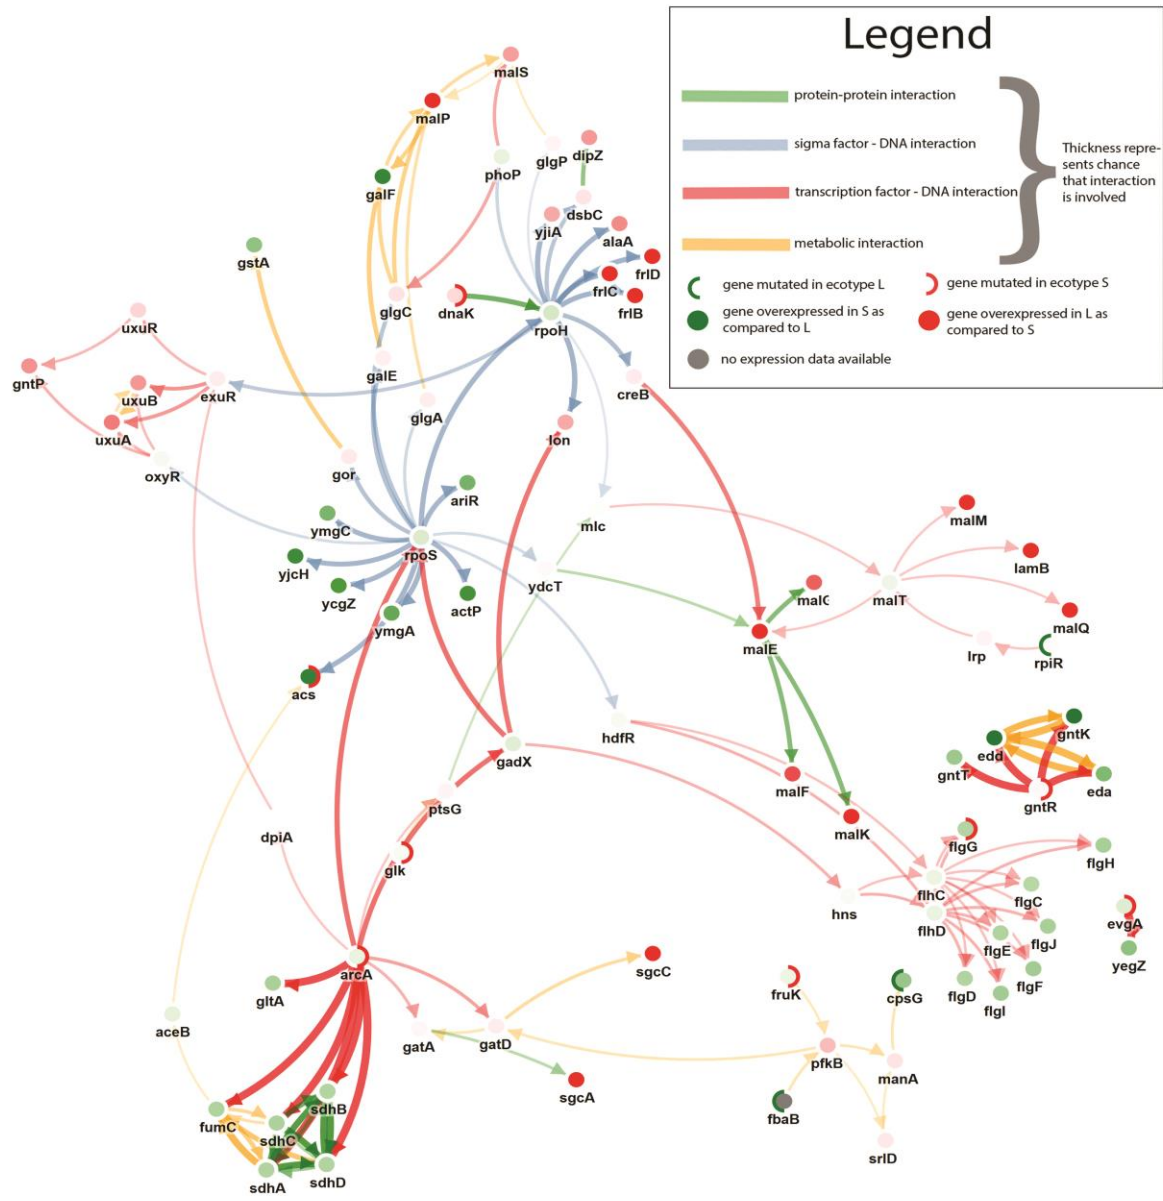 Legend
protein-protein interaction
sigma factor - DNA interaction
transcription factor - DNA interaction
metabolic interaction
Thickness repre-
sents chance
that interaction
is involved
gene mutated in ecotype L
gene mutated in ecotype S
gene overexpressed in S as
compared to L
gene overexpressed in L as
compared to S
no expression data available
malS
malP
glgP
dipZ
phoP
galF
dsbC
yjiA
alaA
gstA
frlD
frlC
glgC
dnaK
frlB
rpoH
uxuR
galE
gntP
creB
uxuB
exuR
glgA
uxuA
lon
gor
oxyR
ariR
ymgC
mlc
malM
rpoS
yjcH
lamB
ycgZ
actP
ydcT
malT
malQ
ymgA
malE
lrp
rpiR
acs
hdfR
gntK
edd
gadX
gntT
eda
malF
gntR
ptsG
dpiA
malK
flgG
flgH
glk
flhC
hns
flgC
flhD
evgA
flgE
flgJ
arcA
sgcC
yegZ
gltA
fruK
cpsG
flgF
flgD
flgI
aceB
gatA
gatD
pfkB
manA
sgcA
sdhB
fumC
fbaB
sdhC
srlD
sdhA
sdhD